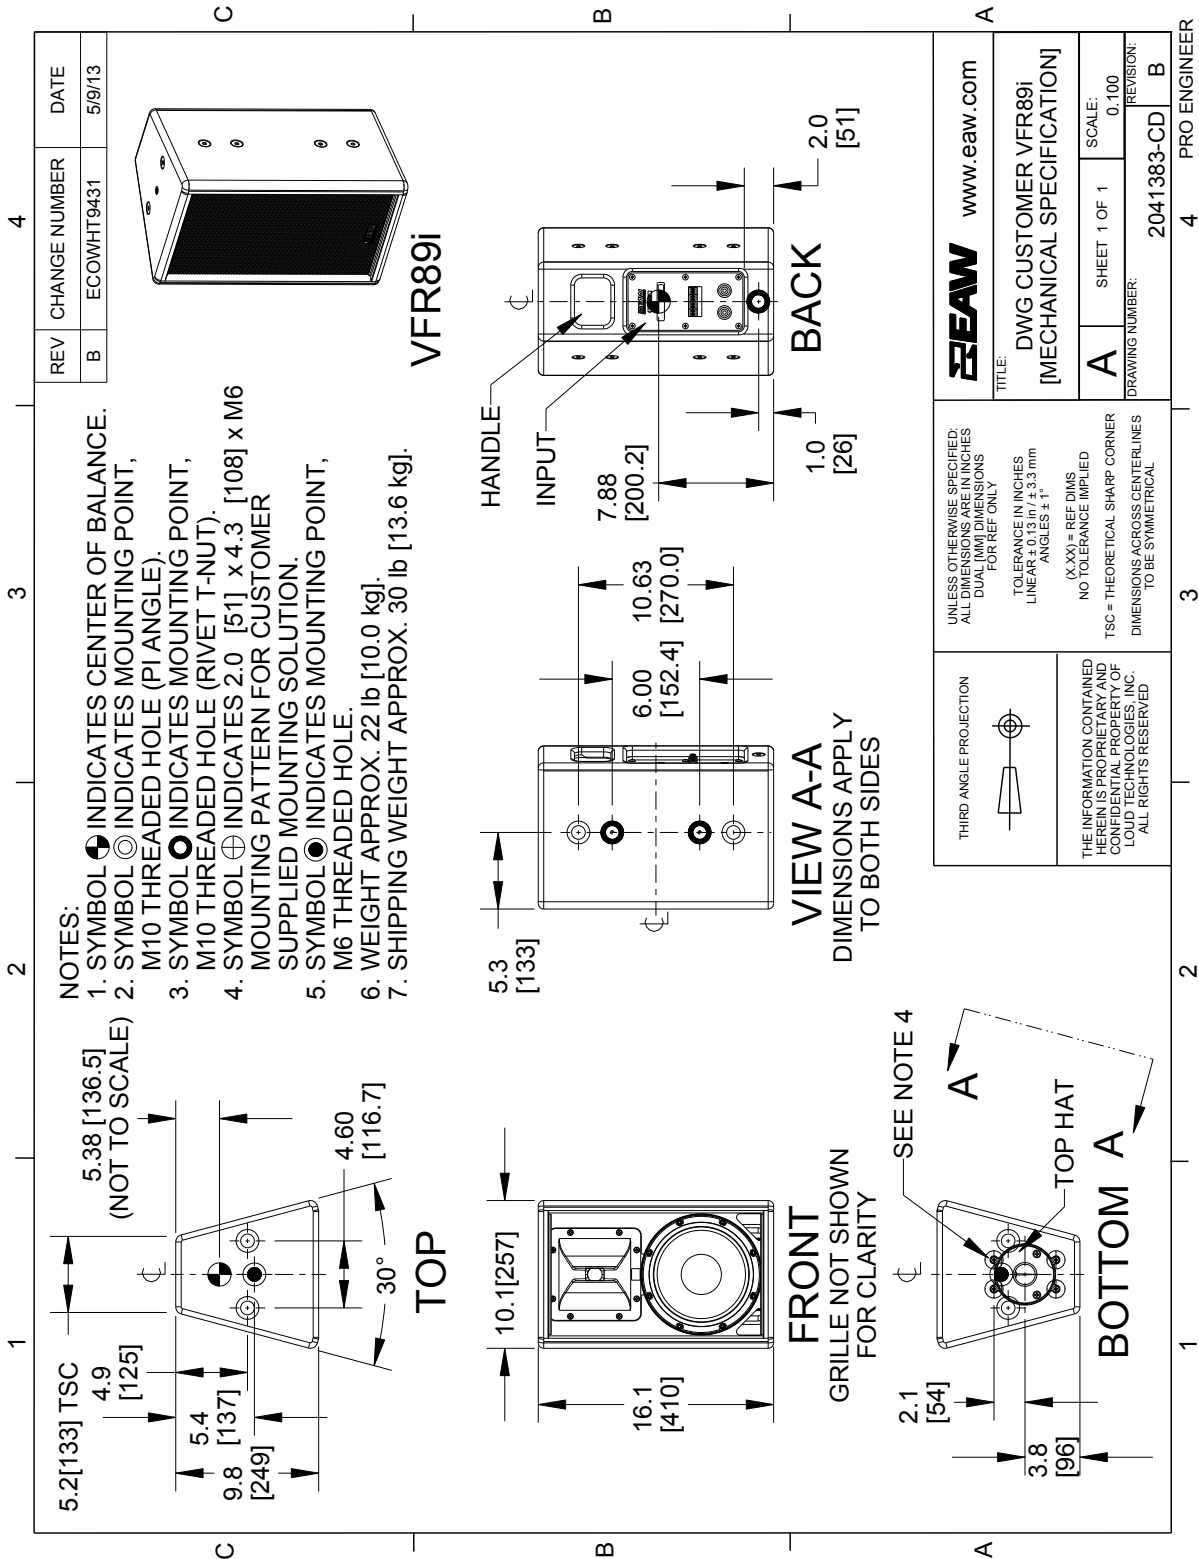 1
2
3
4
C
B
A
C
B
A
1
2
3
4
PRO ENGINEER
REV CHANGE NUMBER DATE
B ECOWHT9431 5/9/13
NOTES:
1. SYMBOL INDICATES CENTER OF BALANCE.
2. SYMBOL INDICATES MOUNTING POINT,
M10 THREADED HOLE (PI ANGLE).
3. SYMBOL INDICATES MOUNTING POINT,
M10 THREADED HOLE (RIVET T-NUT).
4. SYMBOL INDICATES 2.0 [51] x 4.3 [108] x M6
MOUNTING PATTERN FOR CUSTOMER
SUPPLIED MOUNTING SOLUTION.
5. SYMBOL INDICATES MOUNTING POINT,
M6 THREADED HOLE.
6. WEIGHT APPROX. 22 lb [10.0 kg].
7. SHIPPING WEIGHT APPROX. 30 lb [13.6 kg].
VFR89i
5.2[133] TSC
4.9
[125]
5.4
[137]
9.8
[249]
5.38 [136.5]
(NOT TO SCALE)
4.60
[116.7]
30°
TOP
10.1[257]
16.1
[410]
FRONT
GRILLE NOT SHOWN
FOR CLARITY
5.3
[133]
6.00
[152.4]
10.63
[270.0]
VIEW A-A
DIMENSIONS APPLY
TO BOTH SIDES
HANDLE
INPUT
7.88
[200.2]
1.0
[26]
2.0
[51]
BACK
2.1
[54]
3.8
[96]
SEE NOTE 4
TOP HAT
A
A
BOTTOM
THIRD ANGLE PROJECTION
THE INFORMATION CONTAINED
HEREIN IS PROPRIETARY AND
CONFIDENTIAL PROPERTY OF
LOUD TECHNOLOGIES, INC.
ALL RIGHTS RESERVED
UNLESS OTHERWISE SPECIFIED:
ALL DIMENSIONS ARE IN INCHES
DUAL [MM] DIMENSIONS
FOR REF ONLY
TOLERANCE IN INCHES
LINEAR ± 0.13 in / ± 3.3 mm
ANGLES ± 1°
(X.XX) = REF DIMS
NO TOLERANCE IMPLIED
TSC = THEORETICAL SHARP CORNER
DIMENSIONS ACROSS CENTERLINES
TO BE SYMMETRICAL
EAW www.eaw.com
TITLE:
DWG CUSTOMER VFR89i
[MECHANICAL SPECIFICATION]
A
SHEET 1 OF 1
SCALE:
0.100
DRAWING NUMBER:
2041383-CD
REVISION:
B